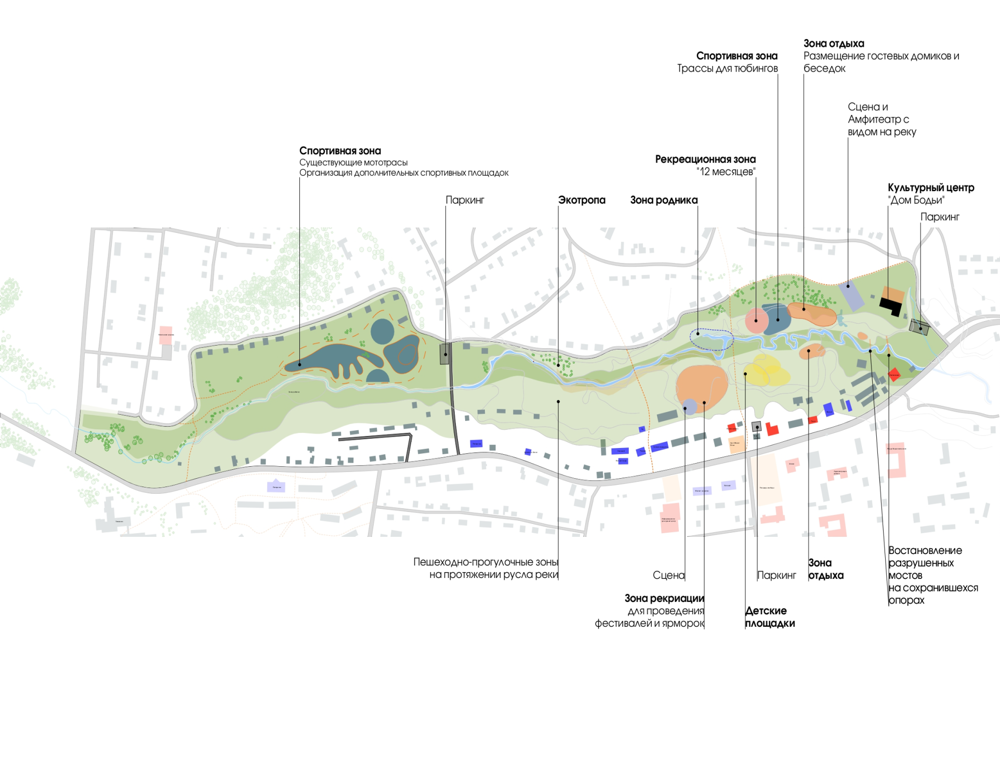 Зона отдыха
Размещение гостевых домиков и
беседок
Спортивная зона
Трассы для тюбингов
Сцена и
Амфитеатр с
видом на реку
Спортивная зона
Существующие мототрасы
Организация дополнительных спортивных площадок
Рекреационная зона
"12 месяцев"
Культурный центр
"Дом Бодьи"
Паркинг
Экотропа
Зона родника
Паркинг
Пешеходно-прогулочные зоны
на протяжении русла реки
Сцена
Паркинг
Зона
отдыха
Востановление
разрушенных
мостов
на сохранившехся
опорах
Зона рекриации
для проведения
фестивалей и ярморок
Детские
площадки